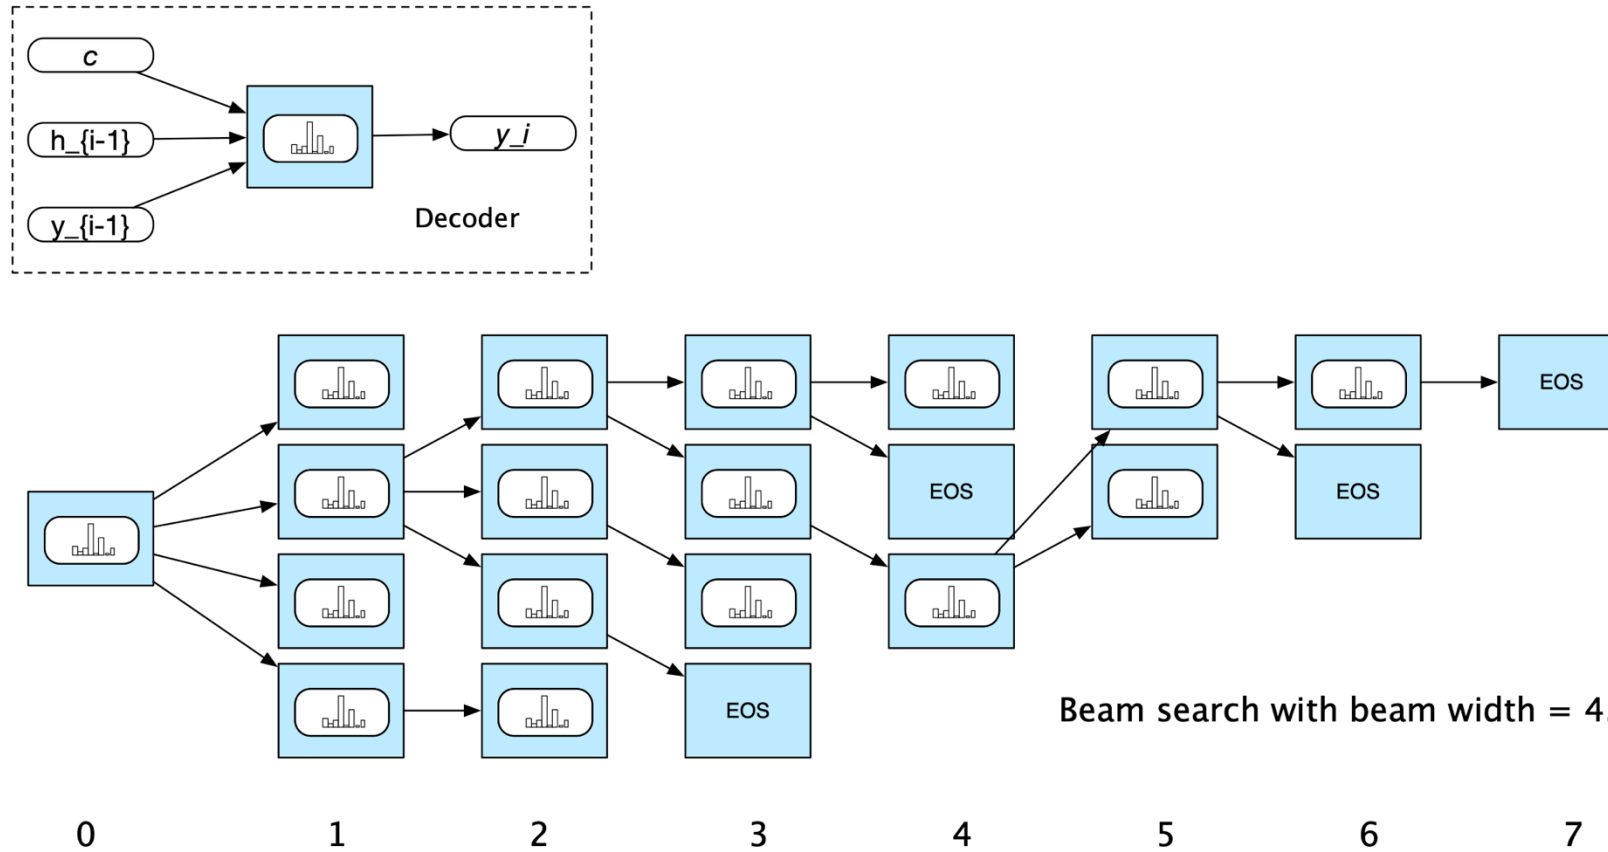 c
h_{i-1}
y_{i-1}
y_i
Decoder
EOS
EOS
EOS
EOS
Beam search with beam width = 4.
0 1 2 3 4 5 6 7